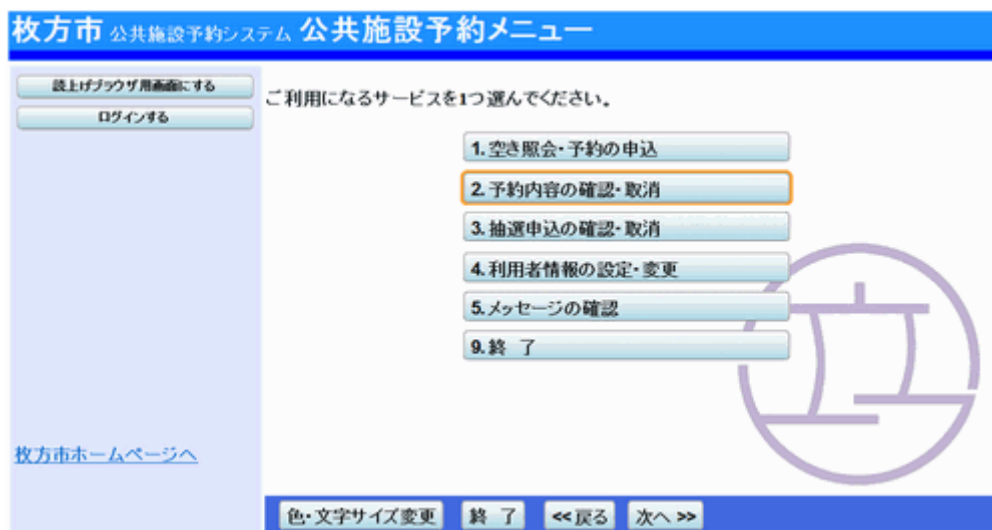 枚方市 公共施設予約システム 公共施設予約メニュー
読上げブラウザ用画面にする
ログインする
ご利用になるサービスを1つ選んでください。
1.空き照会・予約の申込
2.予約内容の確認・取消
3.抽選申込の確認・取消
4.利用者情報の設定・変更
5.メッセージの確認
9.終 了
枚方市ホームページへ
色・文字サイズ変更 終 了 <<戻る 次へ >>